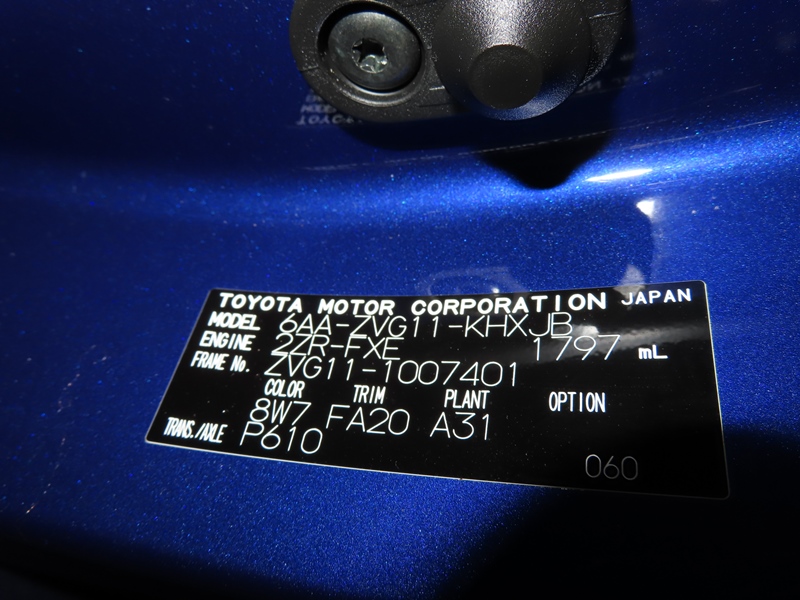 TOYOTA MOTOR CORPORATION JAPAN
MODEL 6AA-ZVG11-KHXJB
ENGINE 2ZR-FXE 1797 mL
FRAME No. ZVG11-1007401
COLOR TRIM PLANT OPTION
8W7 FA20 A31
TRANS./AXLE P610
060